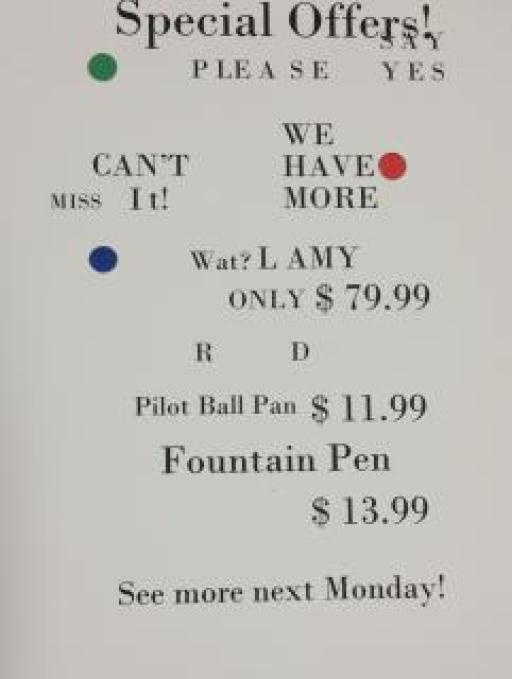 Special Offers!
SAY
PLEASE YES
WE
CAN'T HAVE
MISS It! MORE
Wat? L AMY
ONLY $ 79.99
R D
Pilot Ball Pan $ 11.99
Fountain Pen
$ 13.99
See more next Monday!